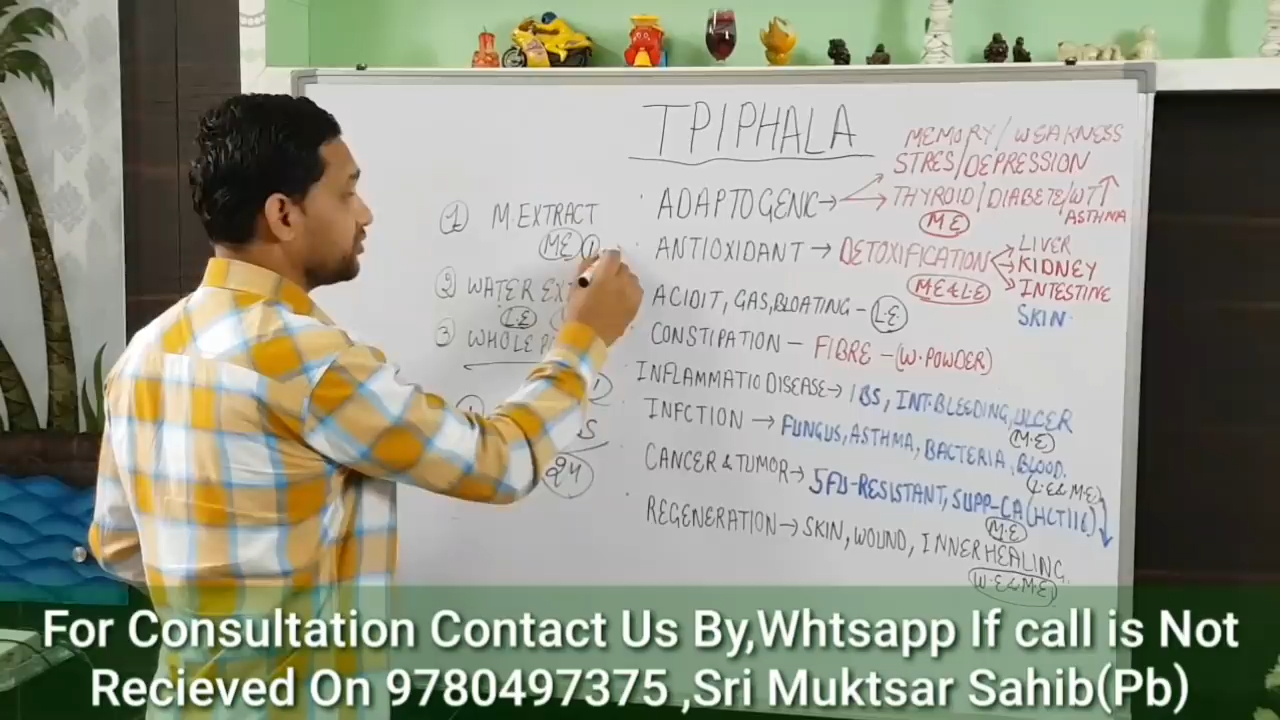 TPIPHALA
MEMORY/WEAKNESS
STRES/DEPRESSION
ADAPTOGENIC → THYROID/DIABETE/WT↑
ASTHMA
ME
ANTIOXIDANT → DETOXIFICATION
LIVER
KIDNEY
INTESTINE
SKIN
ME&L.E
ACIDIT, GAS, BLOATING - L.E
CONSTIPATION - FIBRE - (W. POWDER)
INFLAMMATIO DISEASE → IBS, INT. BLEEDING, ULCER
M.E
INFCTION → FUNGUS, ASTHMA, BACTERIA, BLOOD.
(L.E& M.E)
CANCER & TUMOR → 5FU-RESISTANT, SUPP-CA(HCT116)
M.E
REGENERATION → SKIN, WOUND, INNER HEALING.
W.E& M.E
1 M. EXTRACT
ME
2 WATER EX
L.E
3 WHOLE P
24
For Consultation Contact Us By,Whtsapp If call is Not
Recieved On 9780497375 ,Sri Muktsar Sahib(Pb)